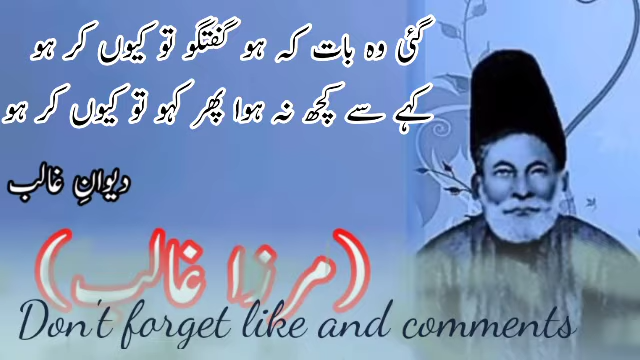 گئی وہ بات کہ ہو گفتگو تو کیوں کر ہو
کہے سے کچھ نہ ہوا پھر کہو تو کیوں کر ہو
دیوانِ غالب
(مرزا غالب)
Don't forget like and comments